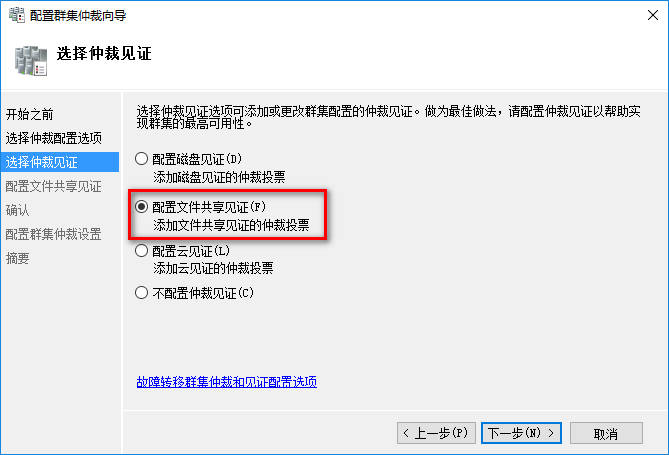 配置群集仲裁向导
选择仲裁见证
开始之前
选择仲裁配置选项
选择仲裁见证
配置文件共享见证
确认
配置群集仲裁设置
摘要
选择仲裁见证选项可添加或更改群集配置的仲裁见证。做为最佳做法，请配置仲裁见证以帮助实
现群集的最高可用性。
配置磁盘见证(D)
添加磁盘见证的仲裁投票
配置文件共享见证(F)
添加文件共享见证的仲裁投票
配置云见证(L)
添加云见证的仲裁投票
不配置仲裁见证(C)
故障转移群集仲裁和见证配置选项
< 上一步(P)
下一步(N) >
取消